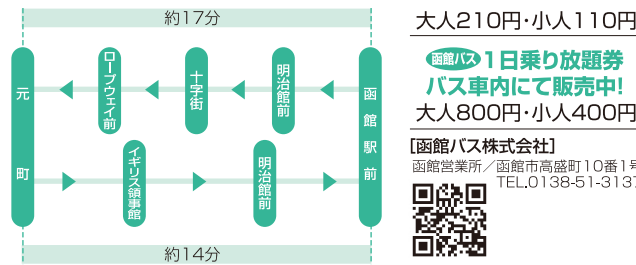 約17分
元町
ロープウェイ前
十字街
明治館前
函館駅前
イギリス領事館
明治館前
約14分
大人210円・小人110円
函館バス 1日乗り放題券
バス車内にて販売中!
大人800円・小人400円
[函館バス株式会社]
函館営業所／函館市高盛町10番1号
TEL.0138-51-3137